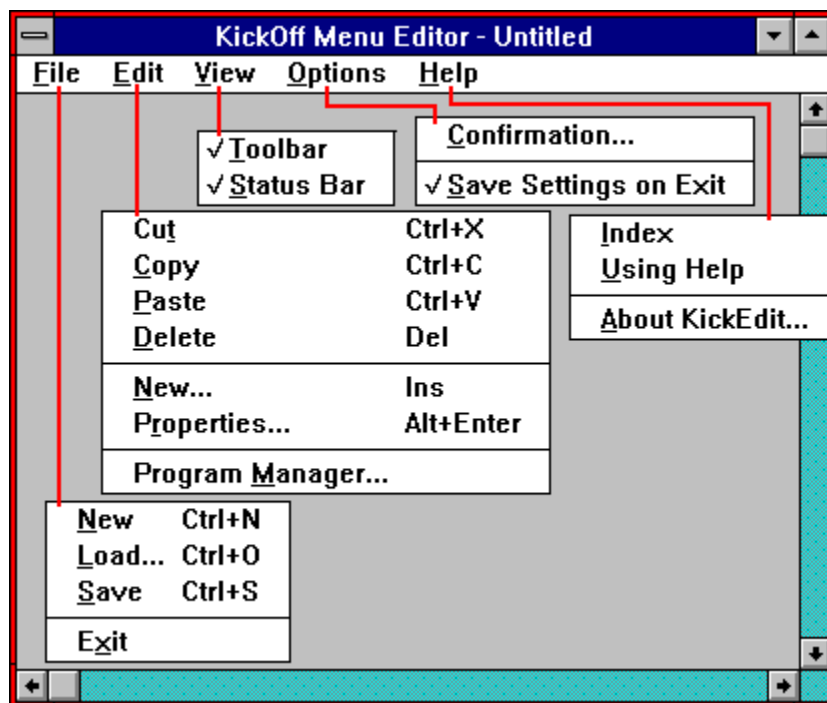 KickOff Menu Editor - Untitled
File Edit View Options Help
✓ Toolbar
✓ Status Bar
Confirmation...
✓ Save Settings on Exit
Cut Ctrl+X
Copy Ctrl+C
Paste Ctrl+V
Delete Del
New... Ins
Properties... Alt+Enter
Program Manager...
Index
Using Help
About KickEdit...
New Ctrl+N
Load... Ctrl+O
Save Ctrl+S
Exit